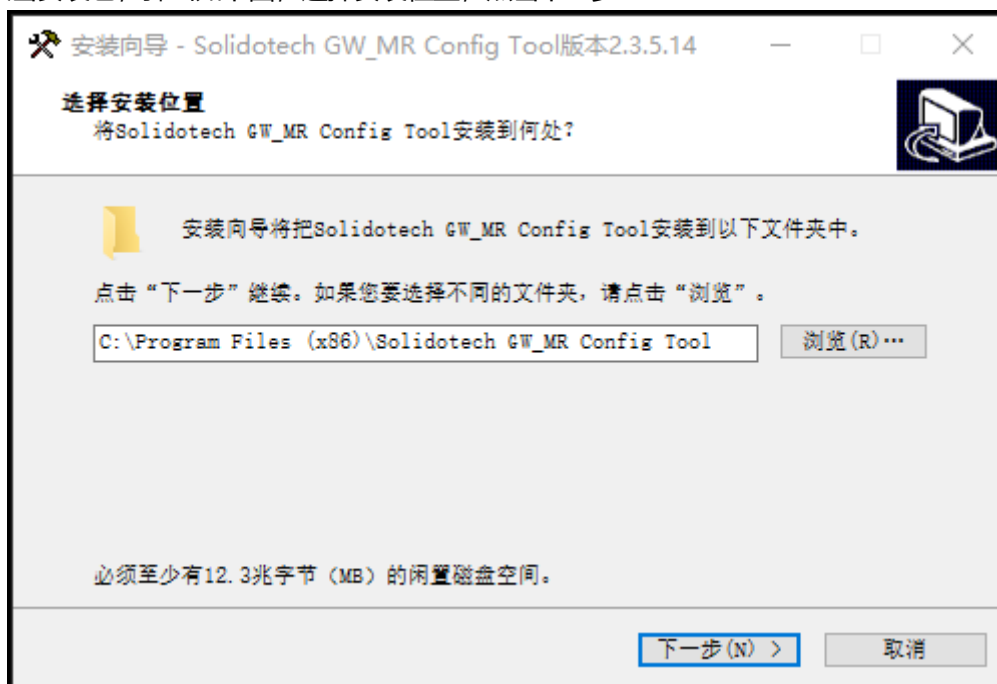 安装向导 - Solidotech GW_MR Config Tool版本2.3.5.14
选择安装位置
将Solidotech GW_MR Config Tool安装到何处？
安装向导将把Solidotech GW_MR Config Tool安装到以下文件夹中。
点击“下一步”继续。如果您要选择不同的文件夹，请点击“浏览”。
C:\Program Files (x86)\Solidotech GW_MR Config Tool
浏览(R)…
必须至少有12.3兆字节（MB）的闲置磁盘空间。
下一步(N) >
取消